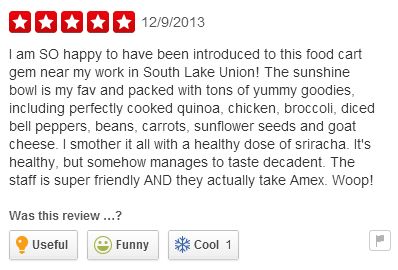 12/9/2013
I am SO happy to have been introduced to this food cart
gem near my work in South Lake Union! The sunshine
bowl is my fav and packed with tons of yummy goodies,
including perfectly cooked quinoa, chicken, broccoli, diced
bell peppers, beans, carrots, sunflower seeds and goat
cheese. I smother it all with a healthy dose of sriracha. It's
healthy, but somehow manages to taste decadent. The
staff is super friendly AND they actually take Amex. Woop!
Was this review ...?
Useful Funny Cool 1